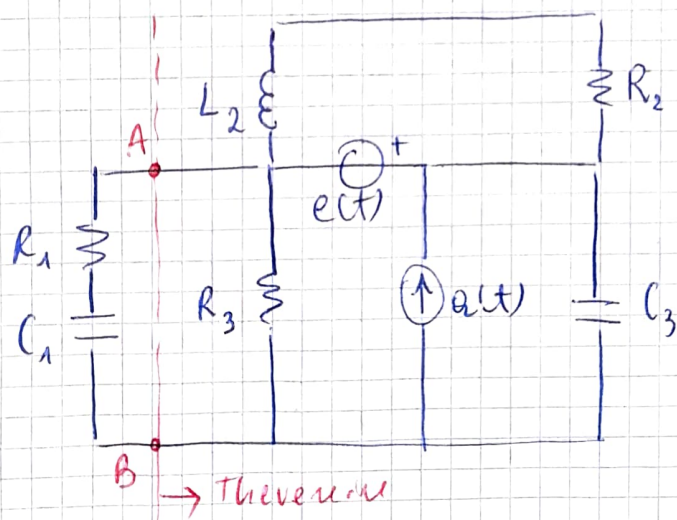 L2
R2
A
+
e(t)
R1
R3
a(t)
C3
C1
B
→ Thevenin